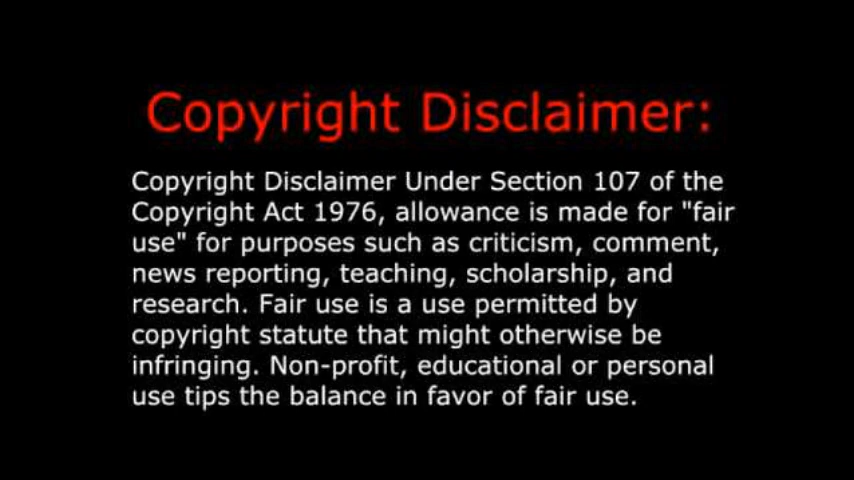 Copyright Disclaimer:
Copyright Disclaimer Under Section 107 of the
Copyright Act 1976, allowance is made for "fair
use" for purposes such as criticism, comment,
news reporting, teaching, scholarship, and
research. Fair use is a use permitted by
copyright statute that might otherwise be
infringing. Non-profit, educational or personal
use tips the balance in favor of fair use.